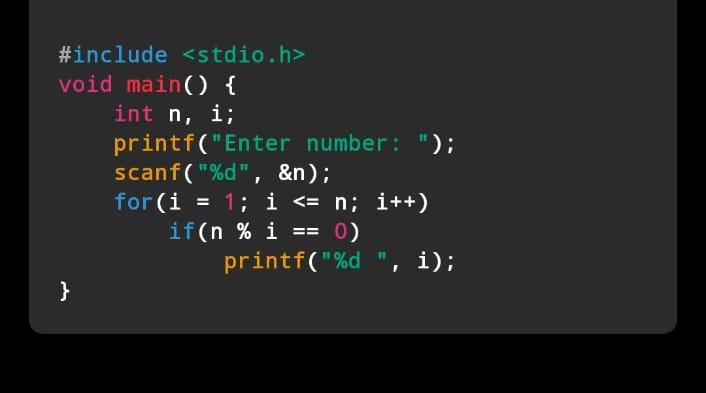 #include <stdio.h>
void main() {
    int n, i;
    printf("Enter number: ");
    scanf("%d", &n);
    for(i = 1; i <= n; i++)
        if(n % i == 0)
            printf("%d ", i);
}